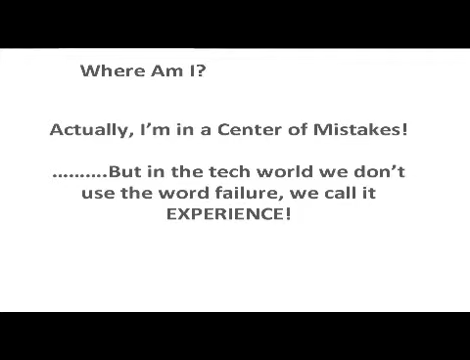 Where Am I?
Actually, I'm in a Center of Mistakes!
..........But in the tech world we don't
use the word failure, we call it
EXPERIENCE!